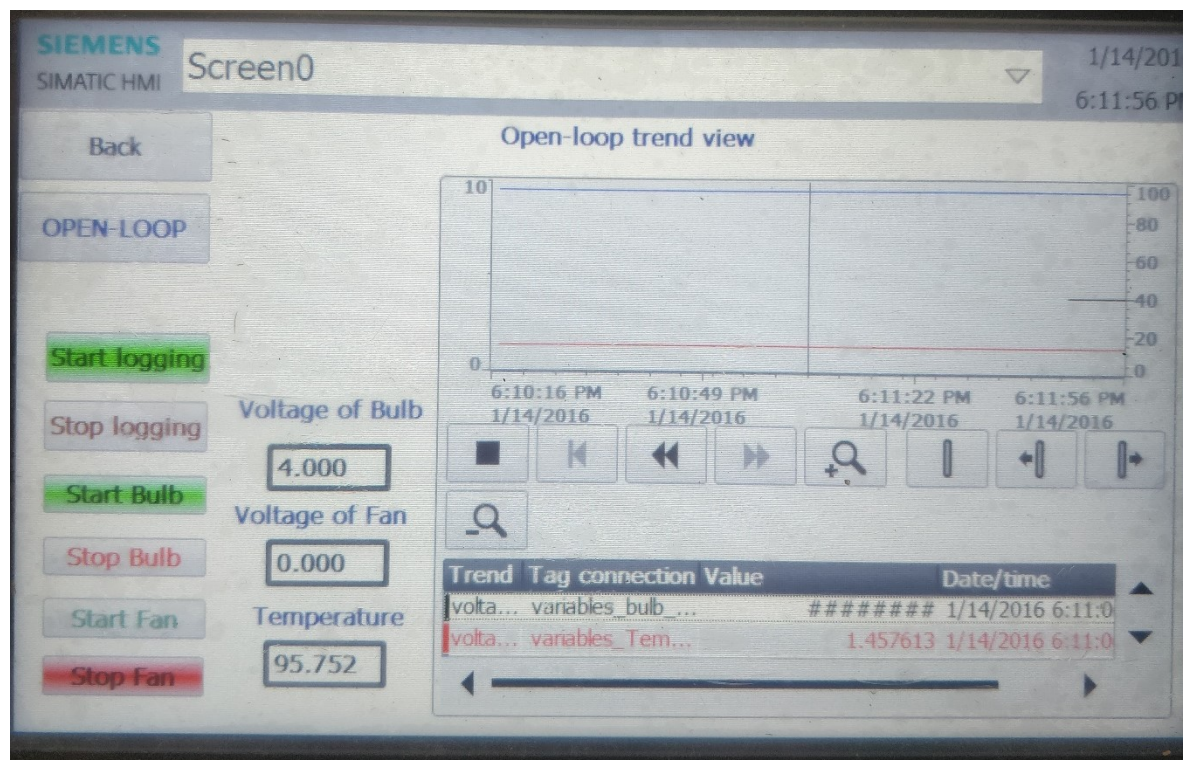 SIEMENS
SIMATIC HMI
Screen0
1/14/201
6:11:56 P
Back
OPEN-LOOP
Open-loop trend view
10
0
100
80
60
40
20
0
6:10:16 PM 6:10:49 PM 6:11:22 PM 6:11:56 PM
1/14/2016 1/14/2016 1/14/2016 1/14/2016
Start logging
Stop logging
Start Bulb
Stop Bulb
Start Fan
Stop Fan
Voltage of Bulb
4.000
Voltage of Fan
0.000
Temperature
95.752
Trend Tag connection Value Date/time
volta... variables_bulb_... ######## 1/14/2016 6:11:0
volta... variables_Tem... 1.457613 1/14/2016 6:11:0